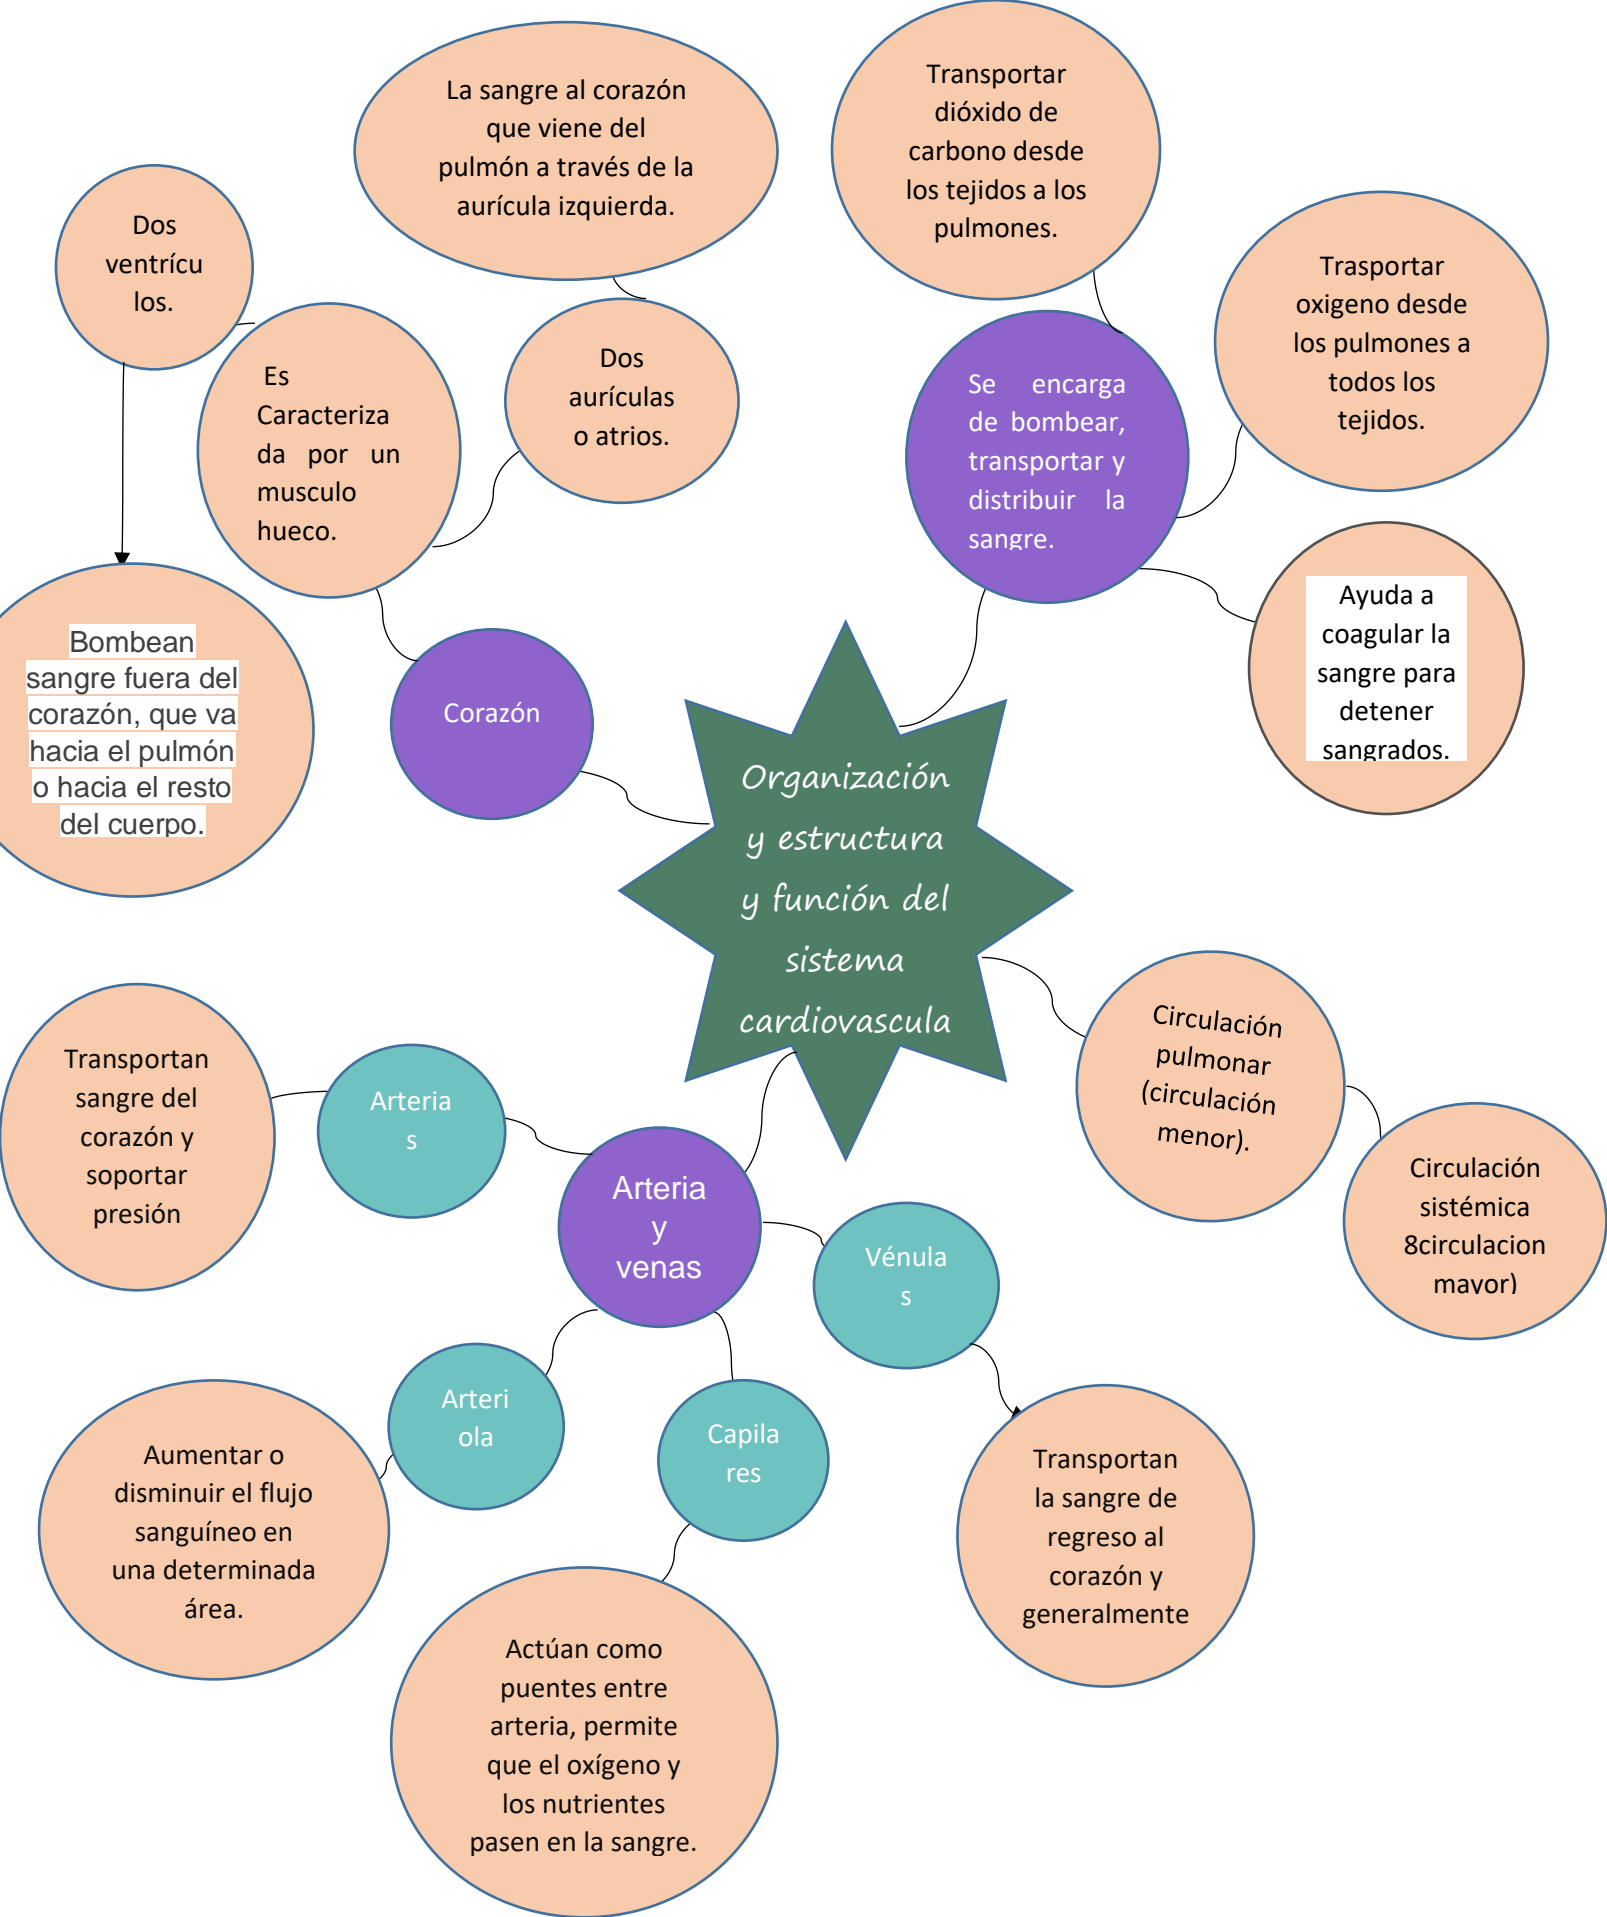 La sangre al corazón
que viene del
pulmón a través de la
aurícula izquierda.
Transportar
dióxido de
carbono desde
los tejidos a los
pulmones.
Dos
ventrícu
los.
Trasportar
oxigeno desde
los pulmones a
todos los
tejidos.
Es
Caracteriza
da por un
musculo
hueco.
Dos
aurículas
o atrios.
Se encarga
de bombear,
transportar y
distribuir la
sangre.
Ayuda a
coagular la
sangre para
detener
sangrados.
Bombean
sangre fuera del
corazón, que va
hacia el pulmón
o hacia el resto
del cuerpo.
Corazón
Organización
y estructura
y función del
sistema
cardiovascula
Circulación
pulmonar
(circulación
menor).
Circulación
sistémica
8circulacion
mayor)
Transportan
sangre del
corazón y
soportar
presión
Arteria
s
Arteria
y
venas
Vénula
s
Arteri
ola
Capila
res
Aumentar o
disminuir el flujo
sanguíneo en
una determinada
área.
Transportan
la sangre de
regreso al
corazón y
generalmente
Actúan como
puentes entre
arteria, permite
que el oxígeno y
los nutrientes
pasen en la sangre.